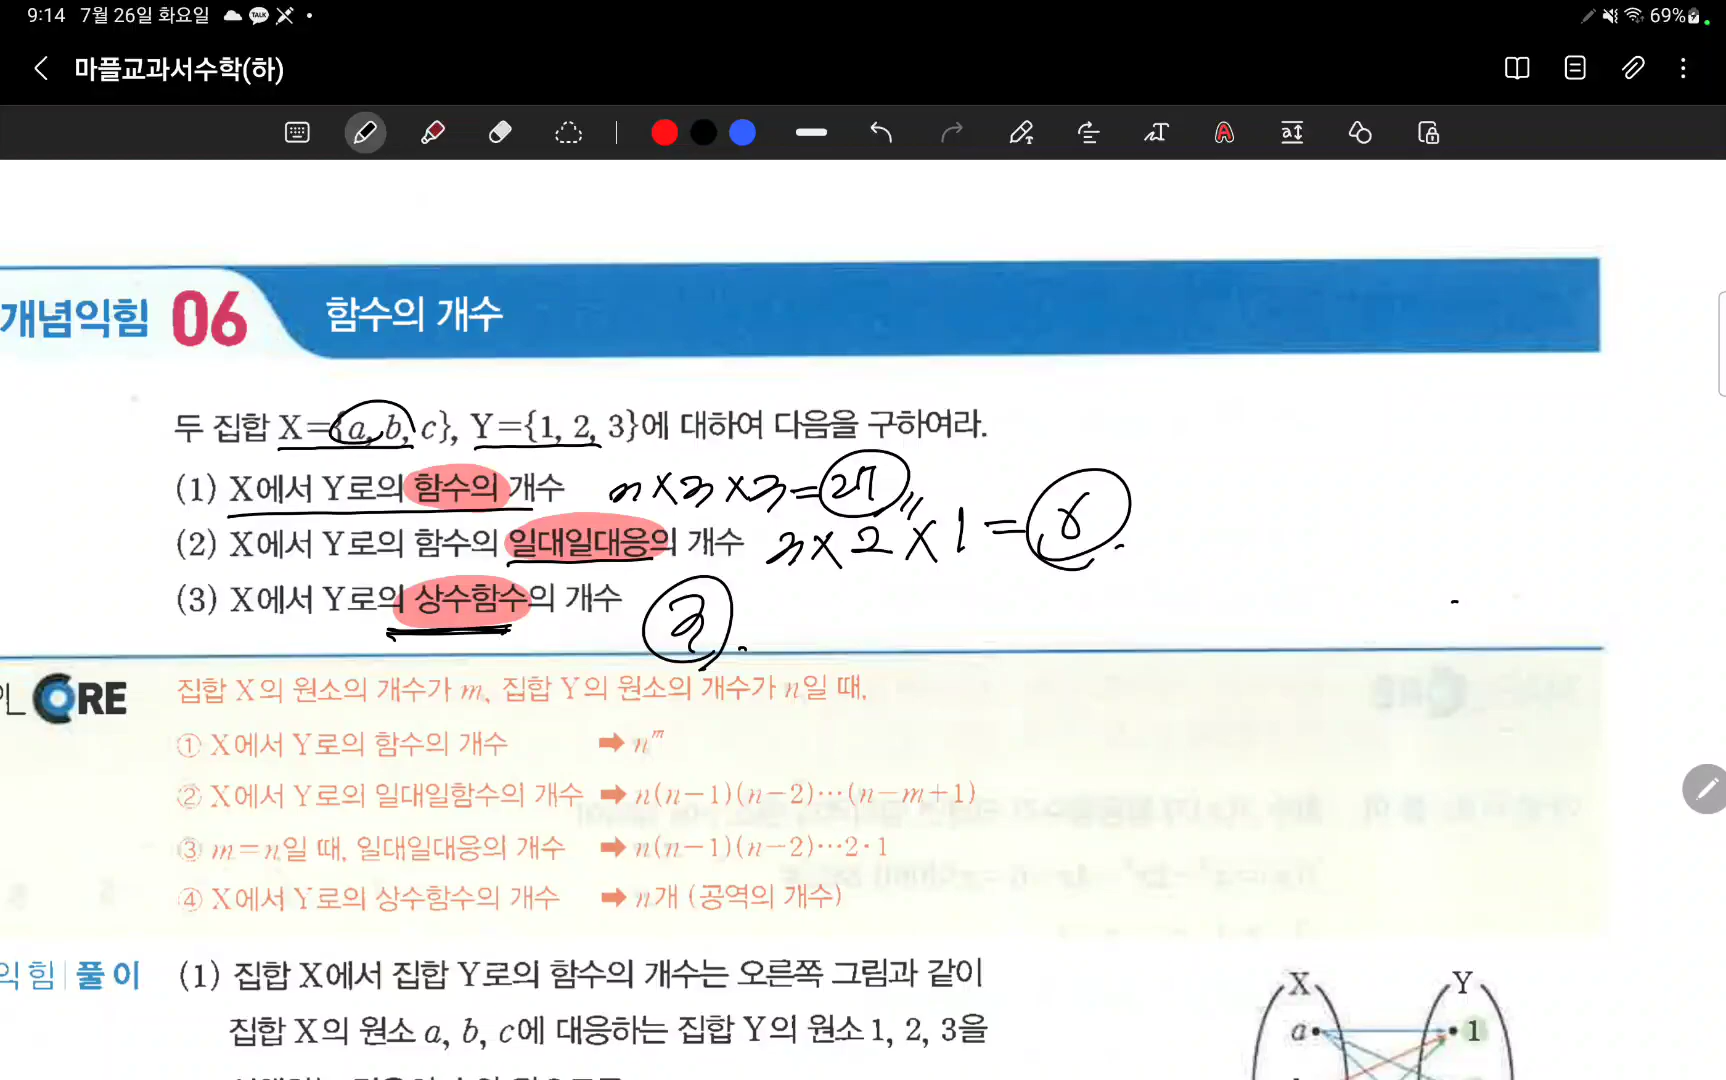 9:14 7월 26일 화요일 TALK 69%
마플교과서수학(하)
개념익힘 06 함수의 개수
두 집합 X={a, b, c}, Y={1, 2, 3}에 대하여 다음을 구하여라.
(1) X에서 Y로의 함수의 개수 3×3×3=27
(2) X에서 Y로의 함수의 일대일대응의 개수 3×2×1=6
(3) X에서 Y로의 상수함수의 개수 3
CORE 집합 X의 원소의 개수가 m, 집합 Y의 원소의 개수가 n일 때,
① X에서 Y로의 함수의 개수 ➡ nᵐ
② X에서 Y로의 일대일함수의 개수 ➡ n(n−1)(n−2)⋯(n−m+1)
③ m=n일 때, 일대일대응의 개수 ➡ n(n−1)(n−2)⋯2·1
④ X에서 Y로의 상수함수의 개수 ➡ n개 (공역의 개수)
익힘 | 풀이 (1) 집합 X에서 집합 Y로의 함수의 개수는 오른쪽 그림과 같이
집합 X의 원소 a, b, c에 대응하는 집합 Y의 원소 1, 2, 3을
X Y
a 1